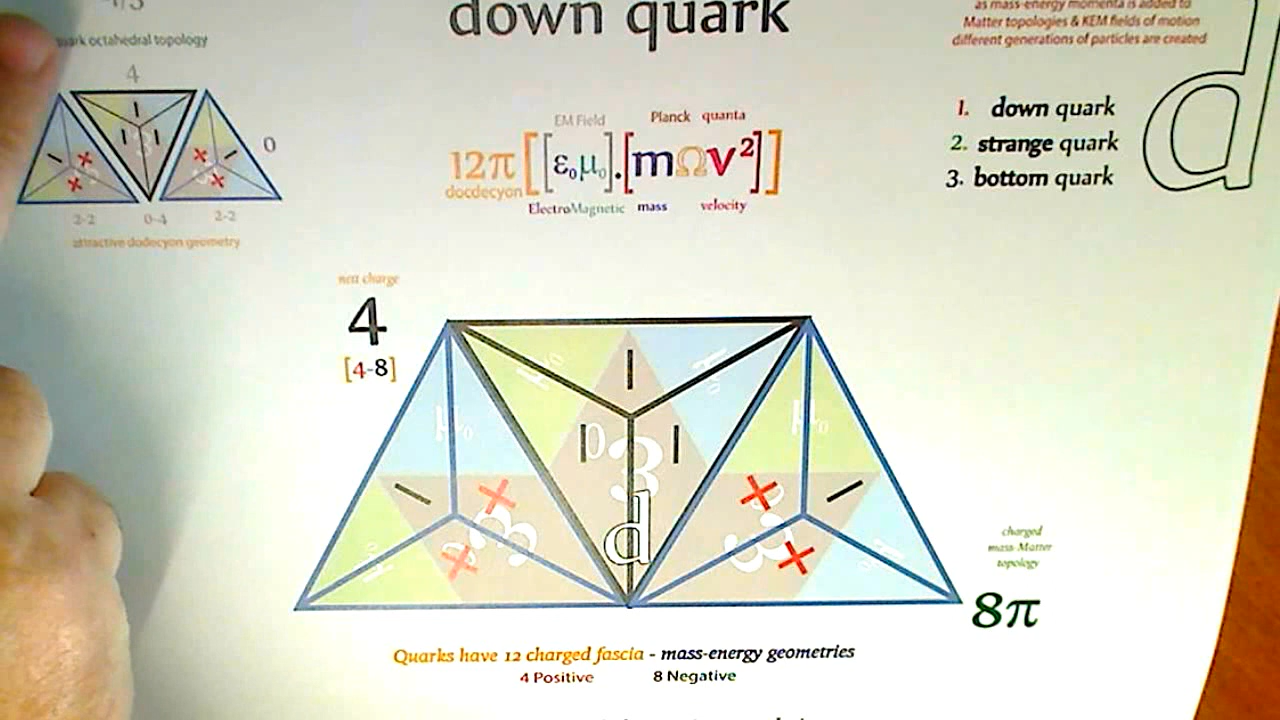 down quark
as mass-energy momenta is added to
Matter topologies & KEM fields of motion
different generations of particles are created
quark octahedral topology
4
0
2-2 0-4 2-2
attractive dodecyon geometry
EM Field Planck quanta
12π [[ε₀μ₀].[mΩv²]]
docdecyon
ElectroMagnetic mass velocity
1. down quark
2. strange quark
3. bottom quark
d
nett charge
4
[4-8]
3
d
charged
mass-Matter
topology
8π
Quarks have 12 charged fascia - mass-energy geometries
4 Positive 8 Negative